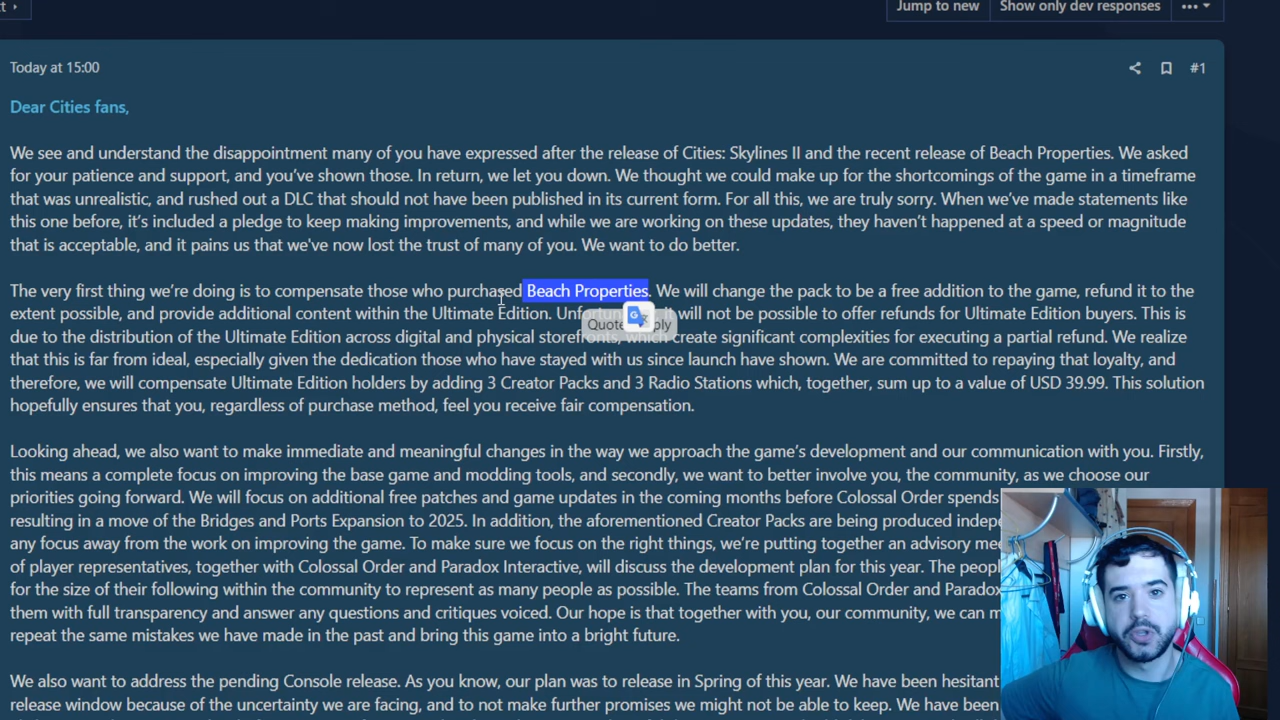 Jump to new
Show only dev responses
Today at 15:00
#1
Dear Cities fans,
We see and understand the disappointment many of you have expressed after the release of Cities: Skylines II and the recent release of Beach Properties. We asked
for your patience and support, and you've shown those. In return, we let you down. We thought we could make up for the shortcomings of the game in a timeframe
that was unrealistic, and rushed out a DLC that should not have been published in its current form. For all this, we are truly sorry. When we've made statements like
this one before, it's included a pledge to keep making improvements, and while we are working on these updates, they haven't happened at a speed or magnitude
that is acceptable, and it pains us that we've now lost the trust of many of you. We want to do better.
The very first thing we're doing is to compensate those who purchased Beach Properties. We will change the pack to be a free addition to the game, refund it to the
extent possible, and provide additional content within the Ultimate Edition. it will not be possible to offer refunds for Ultimate Edition buyers. This is
Quote
due to the distribution of the Ultimate Edition across digital and physical storefronts, which create significant complexities for executing a partial refund. We realize
that this is far from ideal, especially given the dedication those who have stayed with us since launch have shown. We are committed to repaying that loyalty, and
therefore, we will compensate Ultimate Edition holders by adding 3 Creator Packs and 3 Radio Stations which, together, sum up to a value of USD 39.99. This solution
hopefully ensures that you, regardless of purchase method, feel you receive fair compensation.
Looking ahead, we also want to make immediate and meaningful changes in the way we approach the game's development and our communication with you. Firstly,
this means a complete focus on improving the base game and modding tools, and secondly, we want to better involve you, the community, as we choose our
priorities going forward. We will focus on additional free patches and game updates in the coming months before Colossal Order spends
resulting in a move of the Bridges and Ports Expansion to 2025. In addition, the aforementioned Creator Packs are being produced
any focus away from the work on improving the game. To make sure we focus on the right things, we're putting together an advisory
of player representatives, together with Colossal Order and Paradox Interactive, will discuss the development plan for this year. The
for the size of their following within the community to represent as many people as possible. The teams from Colossal Order and Paradox
them with full transparency and answer any questions and critiques voiced. Our hope is that together with you, our community, we can
repeat the same mistakes we have made in the past and bring this game into a bright future.
We also want to address the pending Console release. As you know, our plan was to release in Spring of this year. We have been hesitant
release window because of the uncertainty we are facing, and to not make further promises we might not be able to keep. We have been